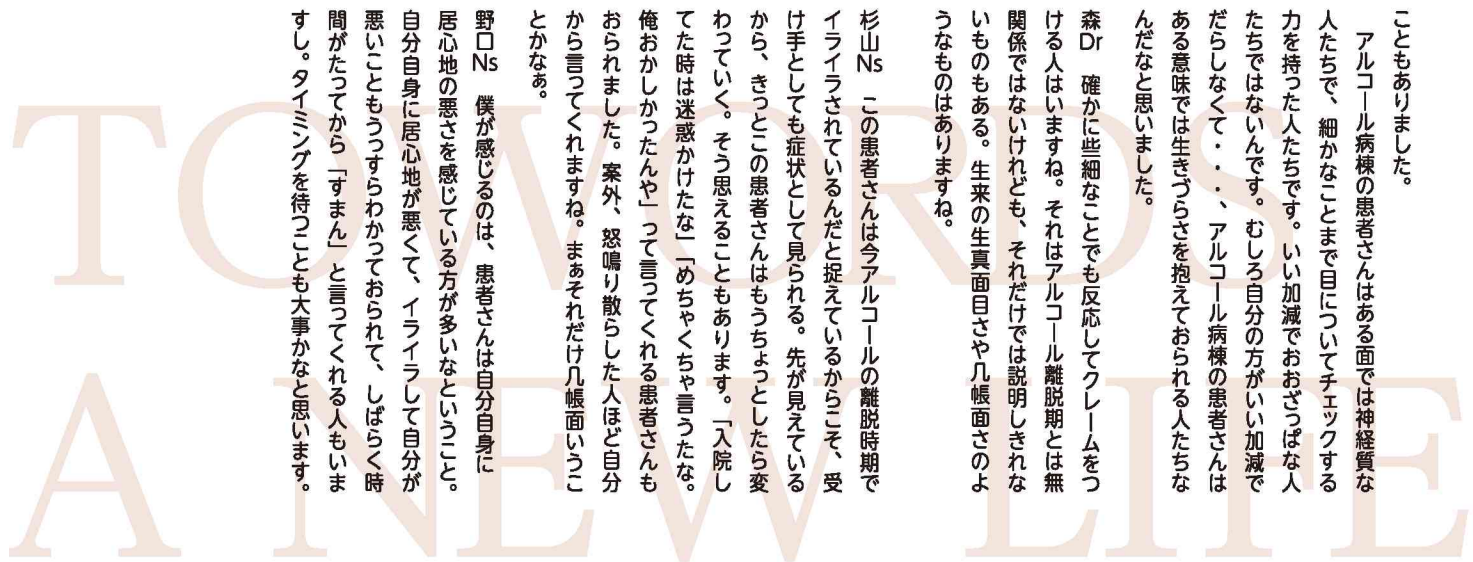 こともありました。
　アルコール病棟の患者さんはある面では神経質な
人たちで、細かなことまで目についてチェックする
力を持った人たちです。いい加減でおおざっぱな人
たちではないんです。むしろ自分の方がいい加減で
だらしなくて・・・、アルコール病棟の患者さんは
ある意味では生きづらさを抱えておられる人たちな
んだなと思いました。
森Dr　確かに些細なことでも反応してクレームをつ
ける人はいますね。それはアルコール離脱期とは無
関係ではないけれども、それだけでは説明しきれな
いものもある。生来の生真面目さや几帳面さのよ
うなものはありますね。
杉山Ns　この患者さんは今アルコールの離脱時期で
イライラされているんだと捉えているからこそ、受
け手としても症状として見られる。先が見えている
から、きっとこの患者さんはもうちょっとしたら変
わっていく。そう思えることもあります。「入院し
てた時は迷惑かけたな」「めちゃくちゃ言うたな。
俺おかしかったんや」って言ってくれる患者さんも
おられました。案外、怒鳴り散らした人ほど自分
から言ってくれますね。まぁそれだけ几帳面いうこ
とかなぁ。
野口Ns　僕が感じるのは、患者さんは自分自身に
居心地の悪さを感じている方が多いなということ。
自分自身に居心地が悪くて、イライラして自分が
悪いこともうっすらわかっておられて、しばらく時
間がたってから「すまん」と言ってくれる人もいま
すし。タイミングを待つことも大事かなと思います。
TOWORDS
A NEW LIFE